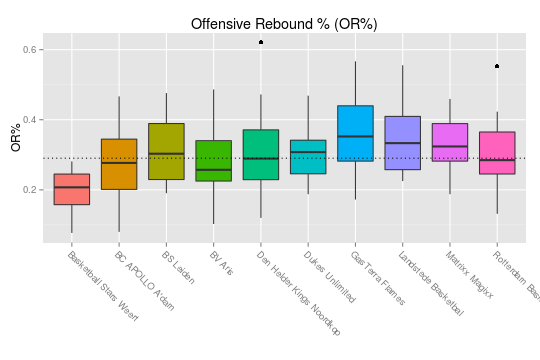 Offensive Rebound % (OR%)
OR%
0.6
0.4
0.2
Basketball Stars Weert
BC APOLLO A'dam
BS Leiden
BV Aris
Den Helder Kings Noordkop
Dukes Unlimited
GasTerra Flames
Landstede Basketbal
Matrixx Magixx
Rotterdam Bas